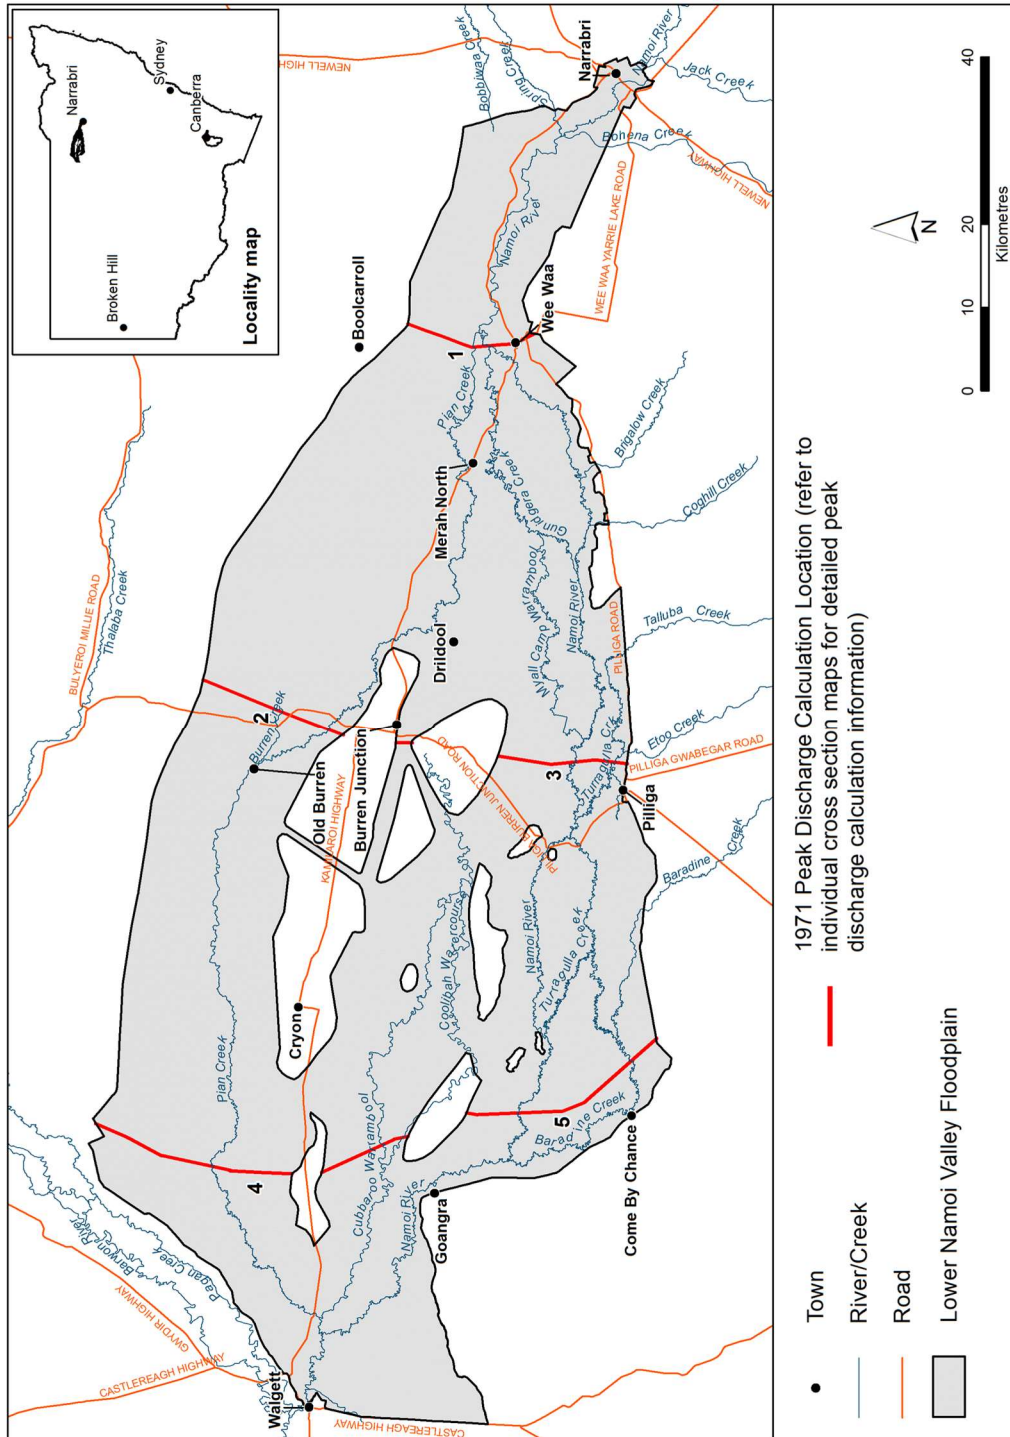 Narrabri
Sydney
Canberra
Broken Hill
Locality map
Thalaba Creek
BULYEROI MILLIE ROAD
NEWELL HIGH
Bobbiwaa Creek
Spring Creek
Narrabri
Namoi River
Jack Creek
Bohena Creek
NEWELL HIGHWAY
WEE WAA YARRIE LAKE ROAD
Namoi River
Boolcarroll
Wee Waa
1
Pian Creek
Merah North
Gunidgera Creek
Brigalow Creek
Coghill Creek
Drildool
Myall Camp Warrambool
Namoi River
PILLIGA ROAD
Talluba Creek
2
Burren Creek
Old Burren
Burren Junction
KAMILAROI HIGHWAY
PILLIGA BURREN JUNCTION ROAD
3
Turragulla Crk
Etoo Creek
PILLIGA GWABEGAR ROAD
Pilliga
Baradine Creek
Cryon
Pian Creek
Coolibah Watercourse
Namoi River
Turragulla Creek
4
5
Cubbaroo Warrambool
Baradine Creek
Come By Chance
Goangra
Namoi River
Barwon River
Pagan Creek
GWYDIR HIGHWAY
CASTLEREAGH HIGHWAY
Walgett
CASTLEREAGH HIGHWAY
Town
River/Creek
Road
Lower Namoi Valley Floodplain
1971 Peak Discharge Calculation Location (refer to
individual cross section maps for detailed peak
discharge calculation information)
N
0 10 20 40
Kilometres